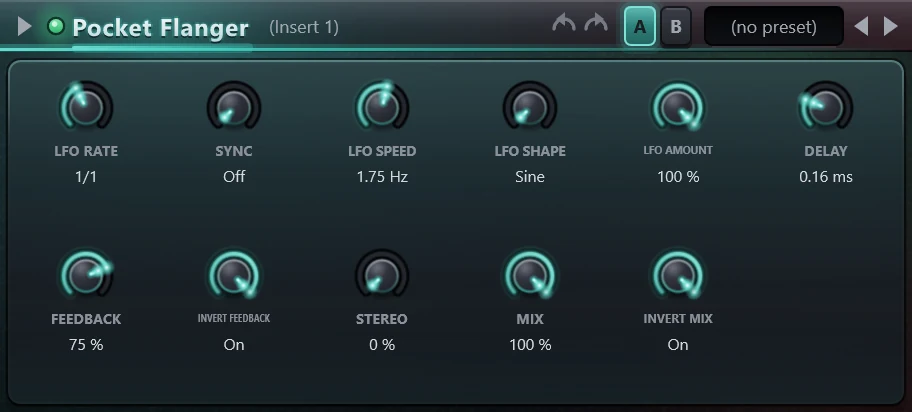 Pocket Flanger (Insert 1) A B (no preset)
LFO RATE SYNC LFO SPEED LFO SHAPE LFO AMOUNT DELAY
1/1 Off 1.75 Hz Sine 100 % 0.16 ms
FEEDBACK INVERT FEEDBACK STEREO MIX INVERT MIX
75 % On 0 % 100 % On